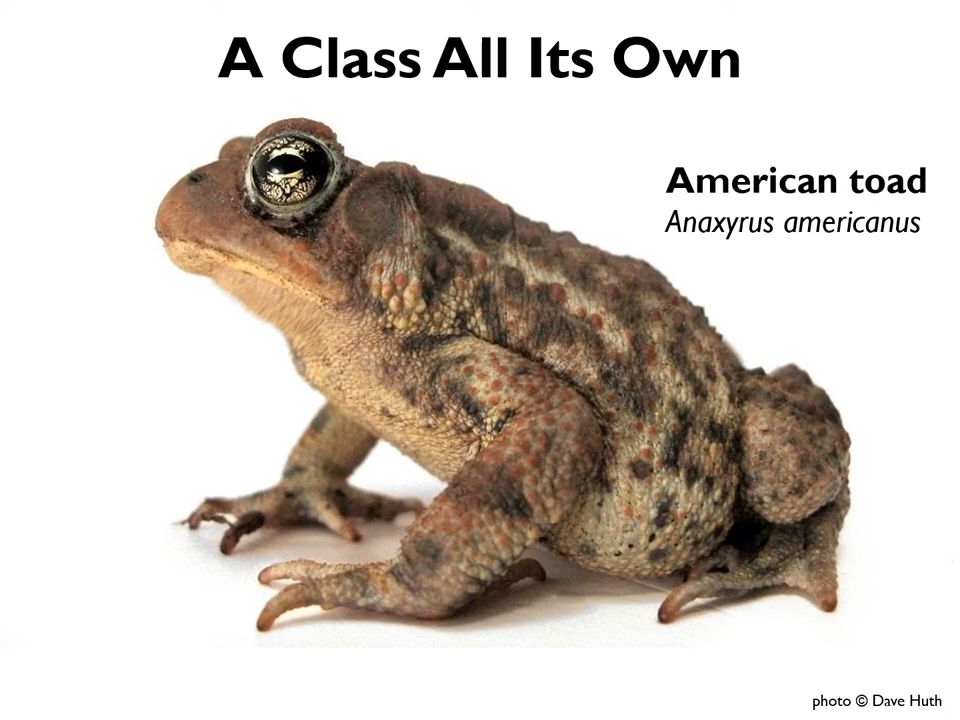 A Class All Its Own
American toad
Anaxyrus americanus
photo © Dave Huth